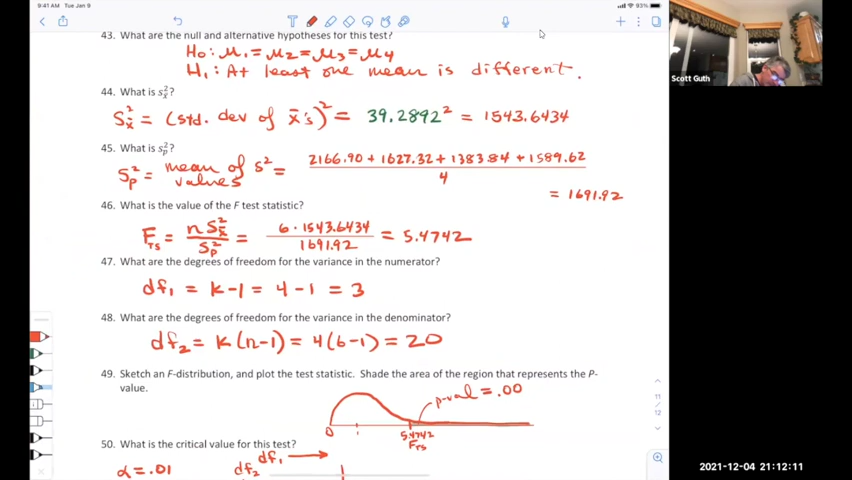 9:41 AM Tue Jan 9
93%
43. What are the null and alternative hypotheses for this test?
H0: μ1 = μ2 = μ3 = μ4
H1: At least one mean is different.
44. What is s²x̄?
S²x̄ = (std. dev of x̄'s)² = 39.2892² = 1543.6434
45. What is s²p?
S²p = mean of s² values = (2166.90 + 1627.32 + 1383.84 + 1589.62) / 4
= 1691.92
46. What is the value of the F test statistic?
FTS = nS²x̄ / S²p = 6 · 1543.6434 / 1691.92 = 5.4742
47. What are the degrees of freedom for the variance in the numerator?
df1 = k-1 = 4-1 = 3
48. What are the degrees of freedom for the variance in the denominator?
df2 = k(n-1) = 4(6-1) = 20
49. Sketch an F-distribution, and plot the test statistic. Shade the area of the region that represents the P-
value.
p-val = .00
0
5.4742
FTS
50. What is the critical value for this test?
α = .01
df1
df2
11
12
Scott Guth
2021-12-04 21:12:11